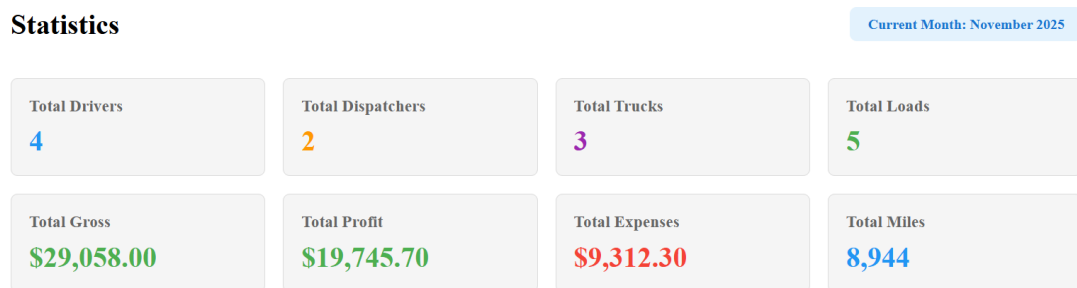 Statistics
Current Month: November 2025
Total Drivers
4
Total Dispatchers
2
Total Trucks
3
Total Loads
5
Total Gross
$29,058.00
Total Profit
$19,745.70
Total Expenses
$9,312.30
Total Miles
8,944